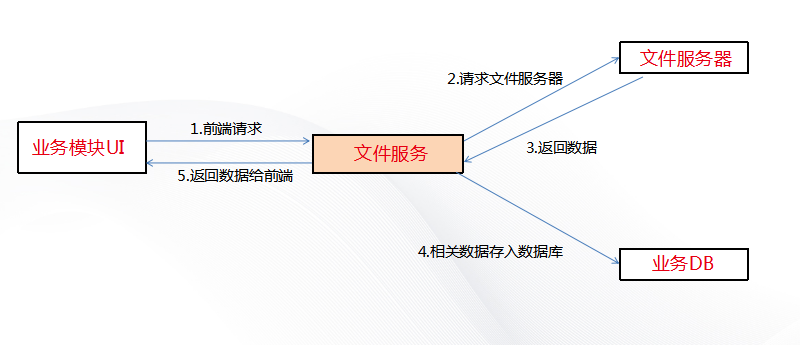 文件服务器
2.请求文件服务器
1.前端请求
业务模块UI
文件服务
3.返回数据
5.返回数据给前端
4.相关数据存入数据库
业务DB